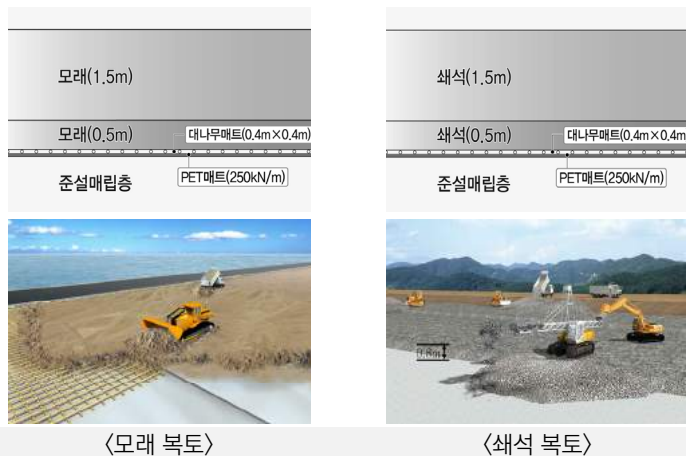 모래(1.5m)
모래(0.5m)
대나무매트(0.4m×0.4m)
PET매트(250kN/m)
준설매립층
쇄석(1.5m)
쇄석(0.5m)
대나무매트(0.4m×0.4m)
PET매트(250kN/m)
준설매립층
〈모래 복토〉
〈쇄석 복토〉